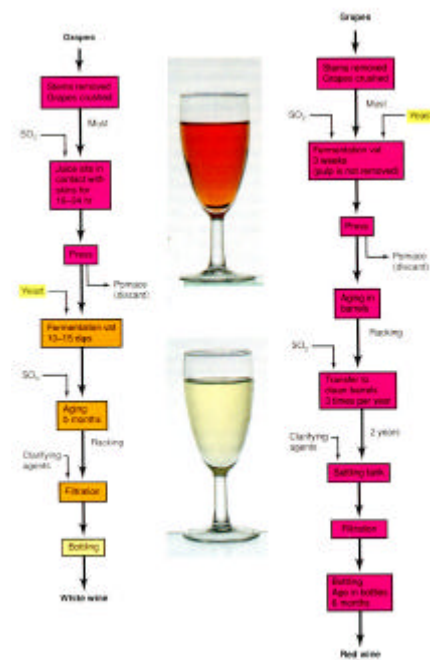 Grapes
Stems removed
Grapes crushed
Must
SO2
Juice sits in
contact with
skins for
16–24 hr
Press
Pomace
(discard)
Yeast
Fermentation vat
10–15 days
SO2
Aging
5 months
Racking
Clarifying
agents
Filtration
Bottling
White wine
Grapes
Stems removed
Grapes crushed
Must
SO2
Yeast
Fermentation vat
3 weeks
(pulp is not removed)
Press
Pomace
(discard)
Aging in
barrels
Racking
SO2
Transfer to
clean barrels
3 times per year
2 years
Clarifying
agents
Settling tank
Filtration
Bottling
Age in bottles
6 months
Red wine